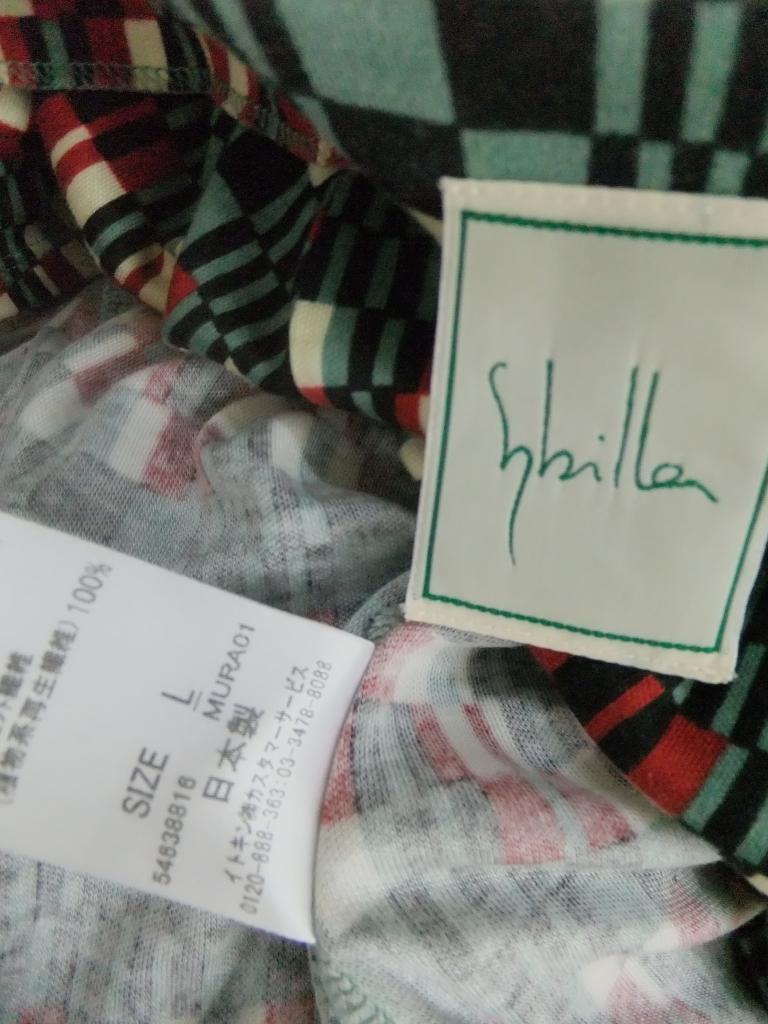 Sybilla
(植物系再生繊維) 100%
SIZE L
54638816 MURA01
日本製
イトキン㈱カスタマーサービス
0120-888-363:03-3478-8088